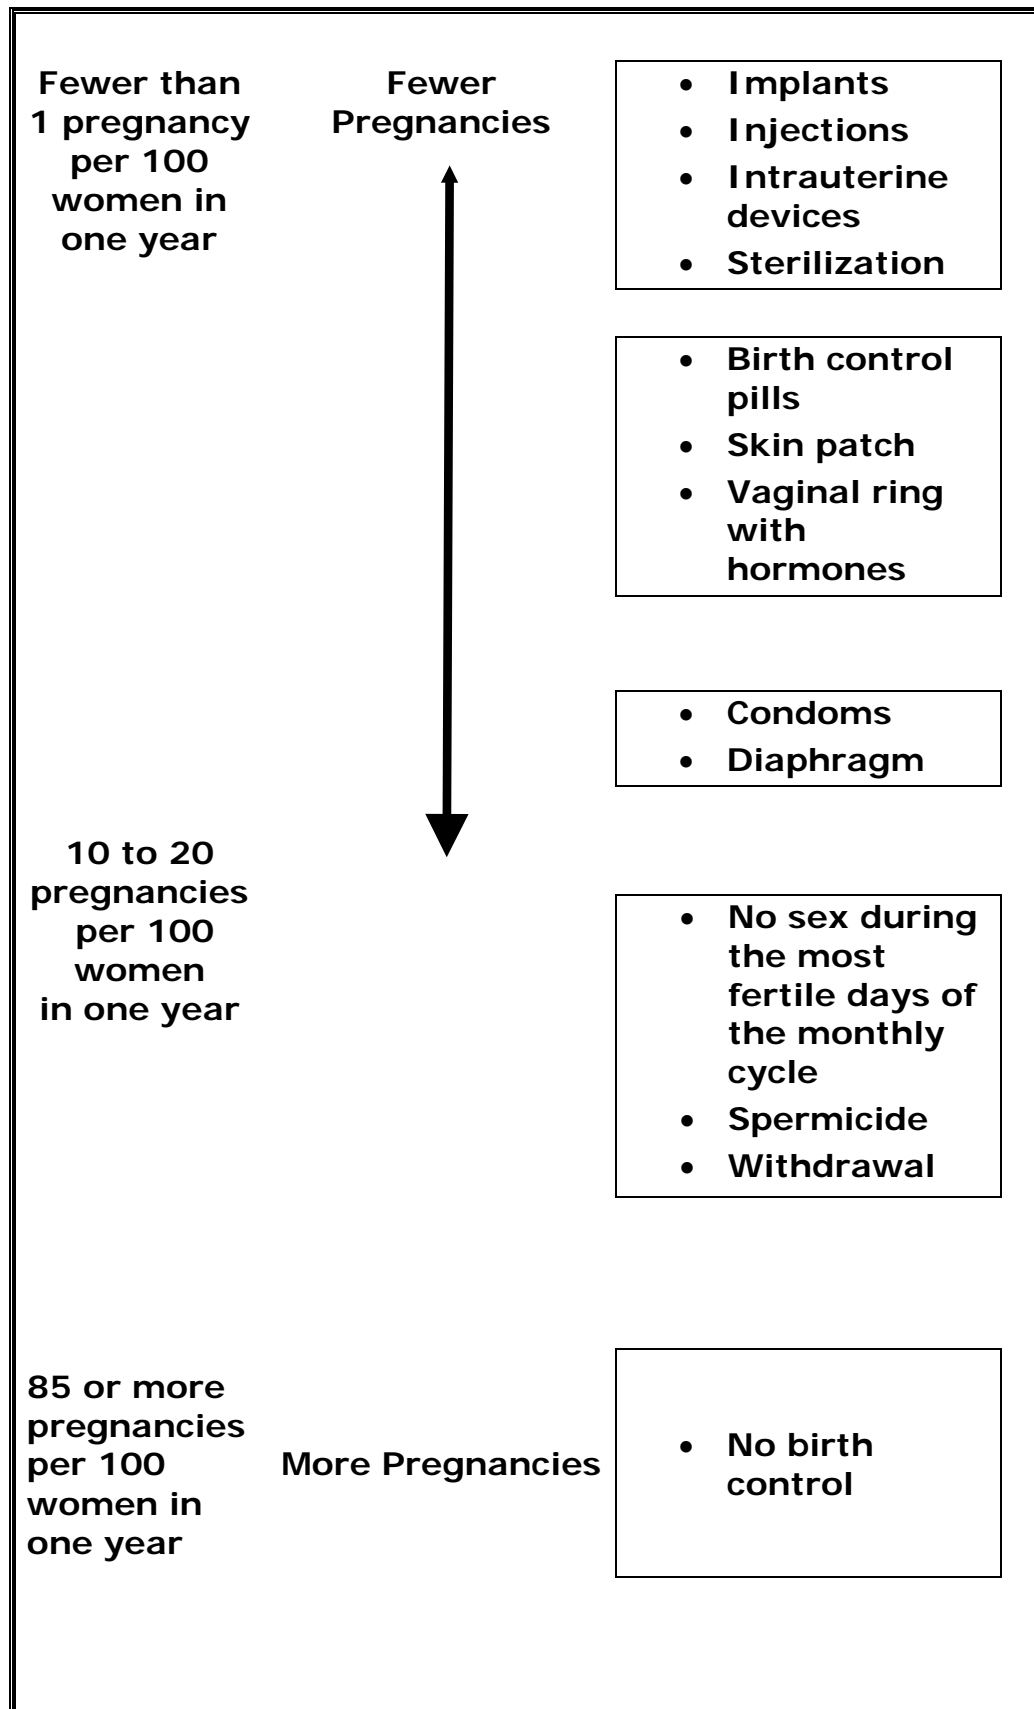 Fewer than
1 pregnancy
per 100
women in
one year
Fewer
Pregnancies
• Implants
• Injections
• Intrauterine
devices
• Sterilization
• Birth control
pills
• Skin patch
• Vaginal ring
with
hormones
• Condoms
• Diaphragm
10 to 20
pregnancies
per 100
women
in one year
• No sex during
the most
fertile days of
the monthly
cycle
• Spermicide
• Withdrawal
85 or more
pregnancies
per 100
women in
one year
More Pregnancies
• No birth
control